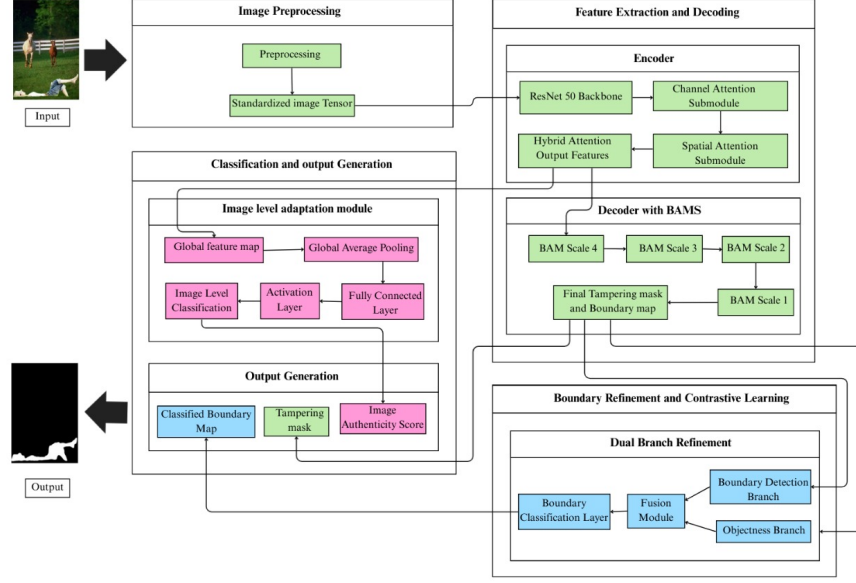 Image Preprocessing
Preprocessing
Standardized image Tensor
Input
Feature Extraction and Decoding
Encoder
ResNet 50 Backbone
Channel Attention
Submodule
Hybrid Attention
Output Features
Spatial Attention
Submodule
Decoder with BAMS
BAM Scale 4
BAM Scale 3
BAM Scale 2
BAM Scale 1
Final Tampering mask
and Boundary map
Classification and output Generation
Image level adaptation module
Global feature map
Global Average Pooling
Image Level
Classification
Activation
Layer
Fully Connected
Layer
Output Generation
Classified Boundary
Map
Tampering
mask
Image
Authenticity Score
Output
Boundary Refinement and Contrastive Learning
Dual Branch Refinement
Boundary Detection
Branch
Boundary
Classification Layer
Fusion
Module
Objectness Branch